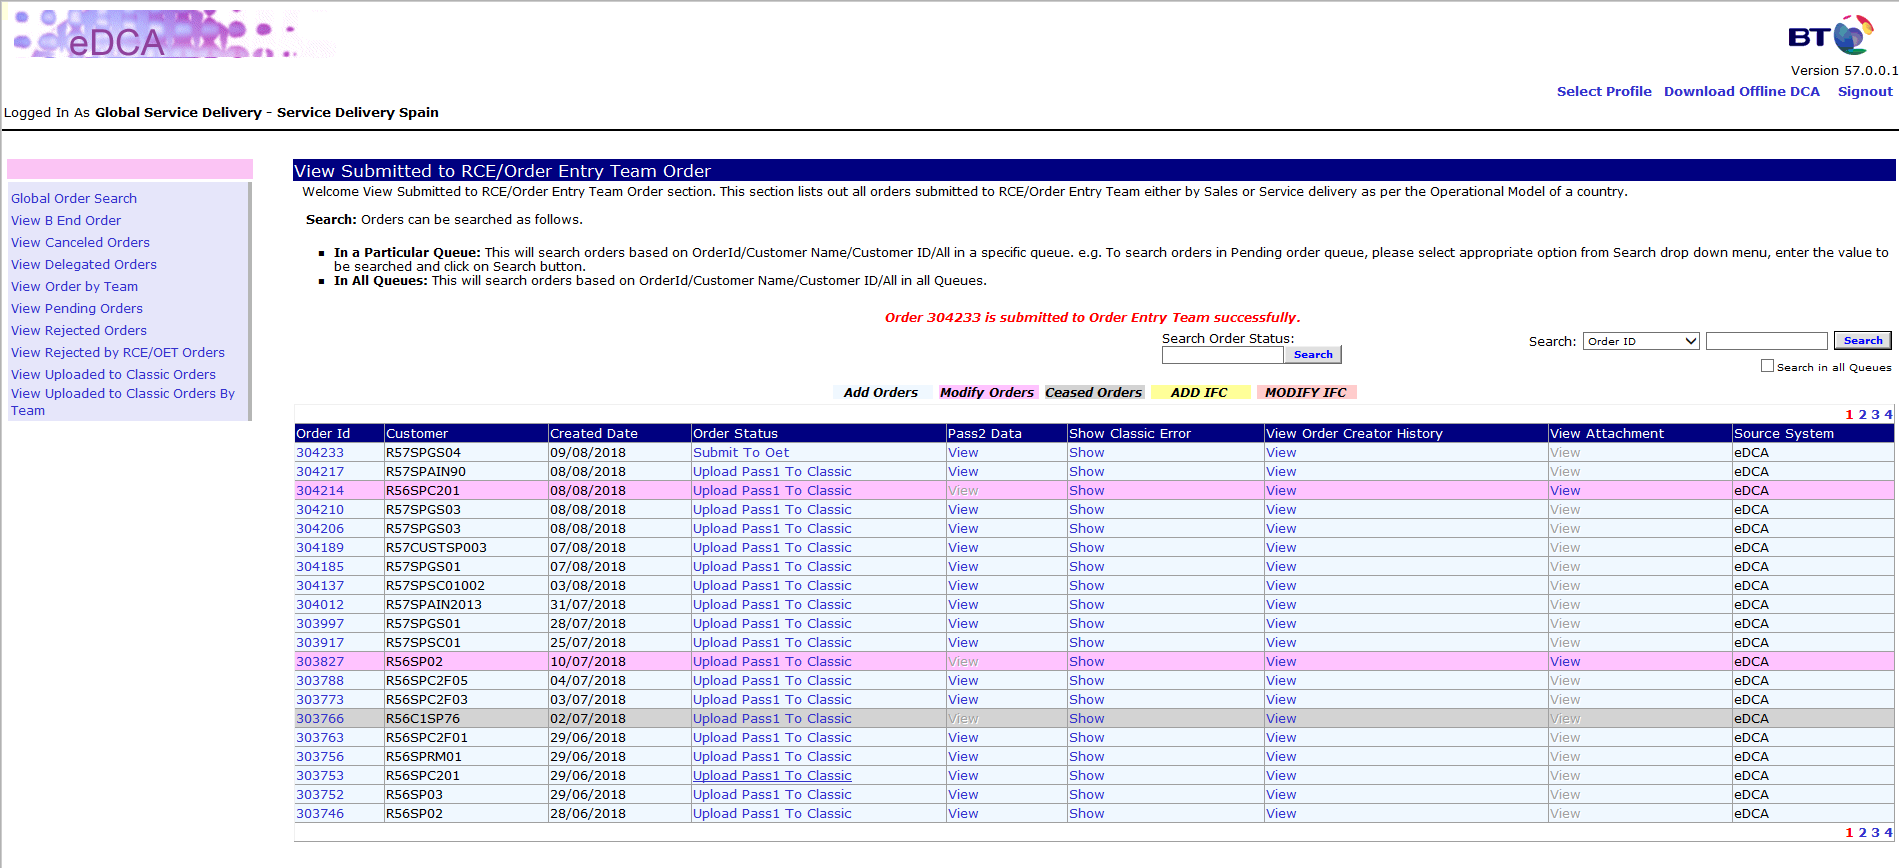 eDCA
BT
Version 57.0.0.1
Select Profile Download Offline DCA Signout
Logged In As Global Service Delivery - Service Delivery Spain
Global Order Search
View B End Order
View Canceled Orders
View Delegated Orders
View Order by Team
View Pending Orders
View Rejected Orders
View Rejected by RCE/OET Orders
View Uploaded to Classic Orders
View Uploaded to Classic Orders By
Team
View Submitted to RCE/Order Entry Team Order
Welcome View Submitted to RCE/Order Entry Team Order section. This section lists out all orders submitted to RCE/Order Entry Team either by Sales or Service delivery as per the Operational Model of a country.
Search: Orders can be searched as follows.
In a Particular Queue: This will search orders based on OrderId/Customer Name/Customer ID/All in a specific queue. e.g. To search orders in Pending order queue, please select appropriate option from Search drop down menu, enter the value to
be searched and click on Search button.
In All Queues: This will search orders based on OrderId/Customer Name/Customer ID/All in all Queues.
Order 304233 is submitted to Order Entry Team successfully.
Search Order Status:
Search
Search: Order ID Search
Search in all Queues
Add Orders Modify Orders Ceased Orders ADD IFC MODIFY IFC
1 2 3 4
Order Id Customer Created Date Order Status Pass2 Data Show Classic Error View Order Creator History View Attachment Source System
304233 R57SPGS04 09/08/2018 Submit To Oet View Show View View eDCA
304217 R57SPAIN90 08/08/2018 Upload Pass1 To Classic View Show View View eDCA
304214 R56SPC201 08/08/2018 Upload Pass1 To Classic View Show View View eDCA
304210 R57SPGS03 08/08/2018 Upload Pass1 To Classic View Show View View eDCA
304206 R57SPGS03 08/08/2018 Upload Pass1 To Classic View Show View View eDCA
304189 R57CUSTSP003 07/08/2018 Upload Pass1 To Classic View Show View View eDCA
304185 R57SPGS01 07/08/2018 Upload Pass1 To Classic View Show View View eDCA
304137 R57SPSC01002 03/08/2018 Upload Pass1 To Classic View Show View View eDCA
304012 R57SPAIN2013 31/07/2018 Upload Pass1 To Classic View Show View View eDCA
303997 R57SPGS01 28/07/2018 Upload Pass1 To Classic View Show View View eDCA
303917 R57SPSC01 25/07/2018 Upload Pass1 To Classic View Show View View eDCA
303827 R56SP02 10/07/2018 Upload Pass1 To Classic View Show View View eDCA
303788 R56SPC2F05 04/07/2018 Upload Pass1 To Classic View Show View View eDCA
303773 R56SPC2F03 03/07/2018 Upload Pass1 To Classic View Show View View eDCA
303766 R56C1SP76 02/07/2018 Upload Pass1 To Classic View Show View View eDCA
303763 R56SPC2F01 29/06/2018 Upload Pass1 To Classic View Show View View eDCA
303756 R56SPRM01 29/06/2018 Upload Pass1 To Classic View Show View View eDCA
303753 R56SPC201 29/06/2018 Upload Pass1 To Classic View Show View View eDCA
303752 R56SP03 29/06/2018 Upload Pass1 To Classic View Show View View eDCA
303746 R56SP02 28/06/2018 Upload Pass1 To Classic View Show View View eDCA
1 2 3 4